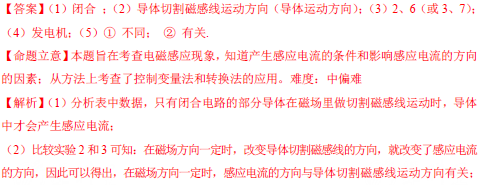 【答案】(1)闭合 ;(2)导体切割磁感线运动方向(导体运动方向);(3)2、6(或 3、7);
(4)发电机;(5)① 不同; ② 有关.
【命题立意】本题旨在考查电磁感应现象,知道产生感应电流的条件和影响感应电流的方向
的因素;从方法上考查了控制变量法和转换法的应用。难度:中偏难
【解析】(1)分析表中数据,只有闭合电路的部分导体在磁场里做切割磁感线运动时,导体
中才会产生感应电流;
(2)比较实验 2 和 3 可知:在磁场方向一定时,改变导体切割磁感线的方向,就改变了感应电流
的方向,因此可以得出,在磁场方向一定时,感应电流的方向与导体切割磁感线运动方向有关;